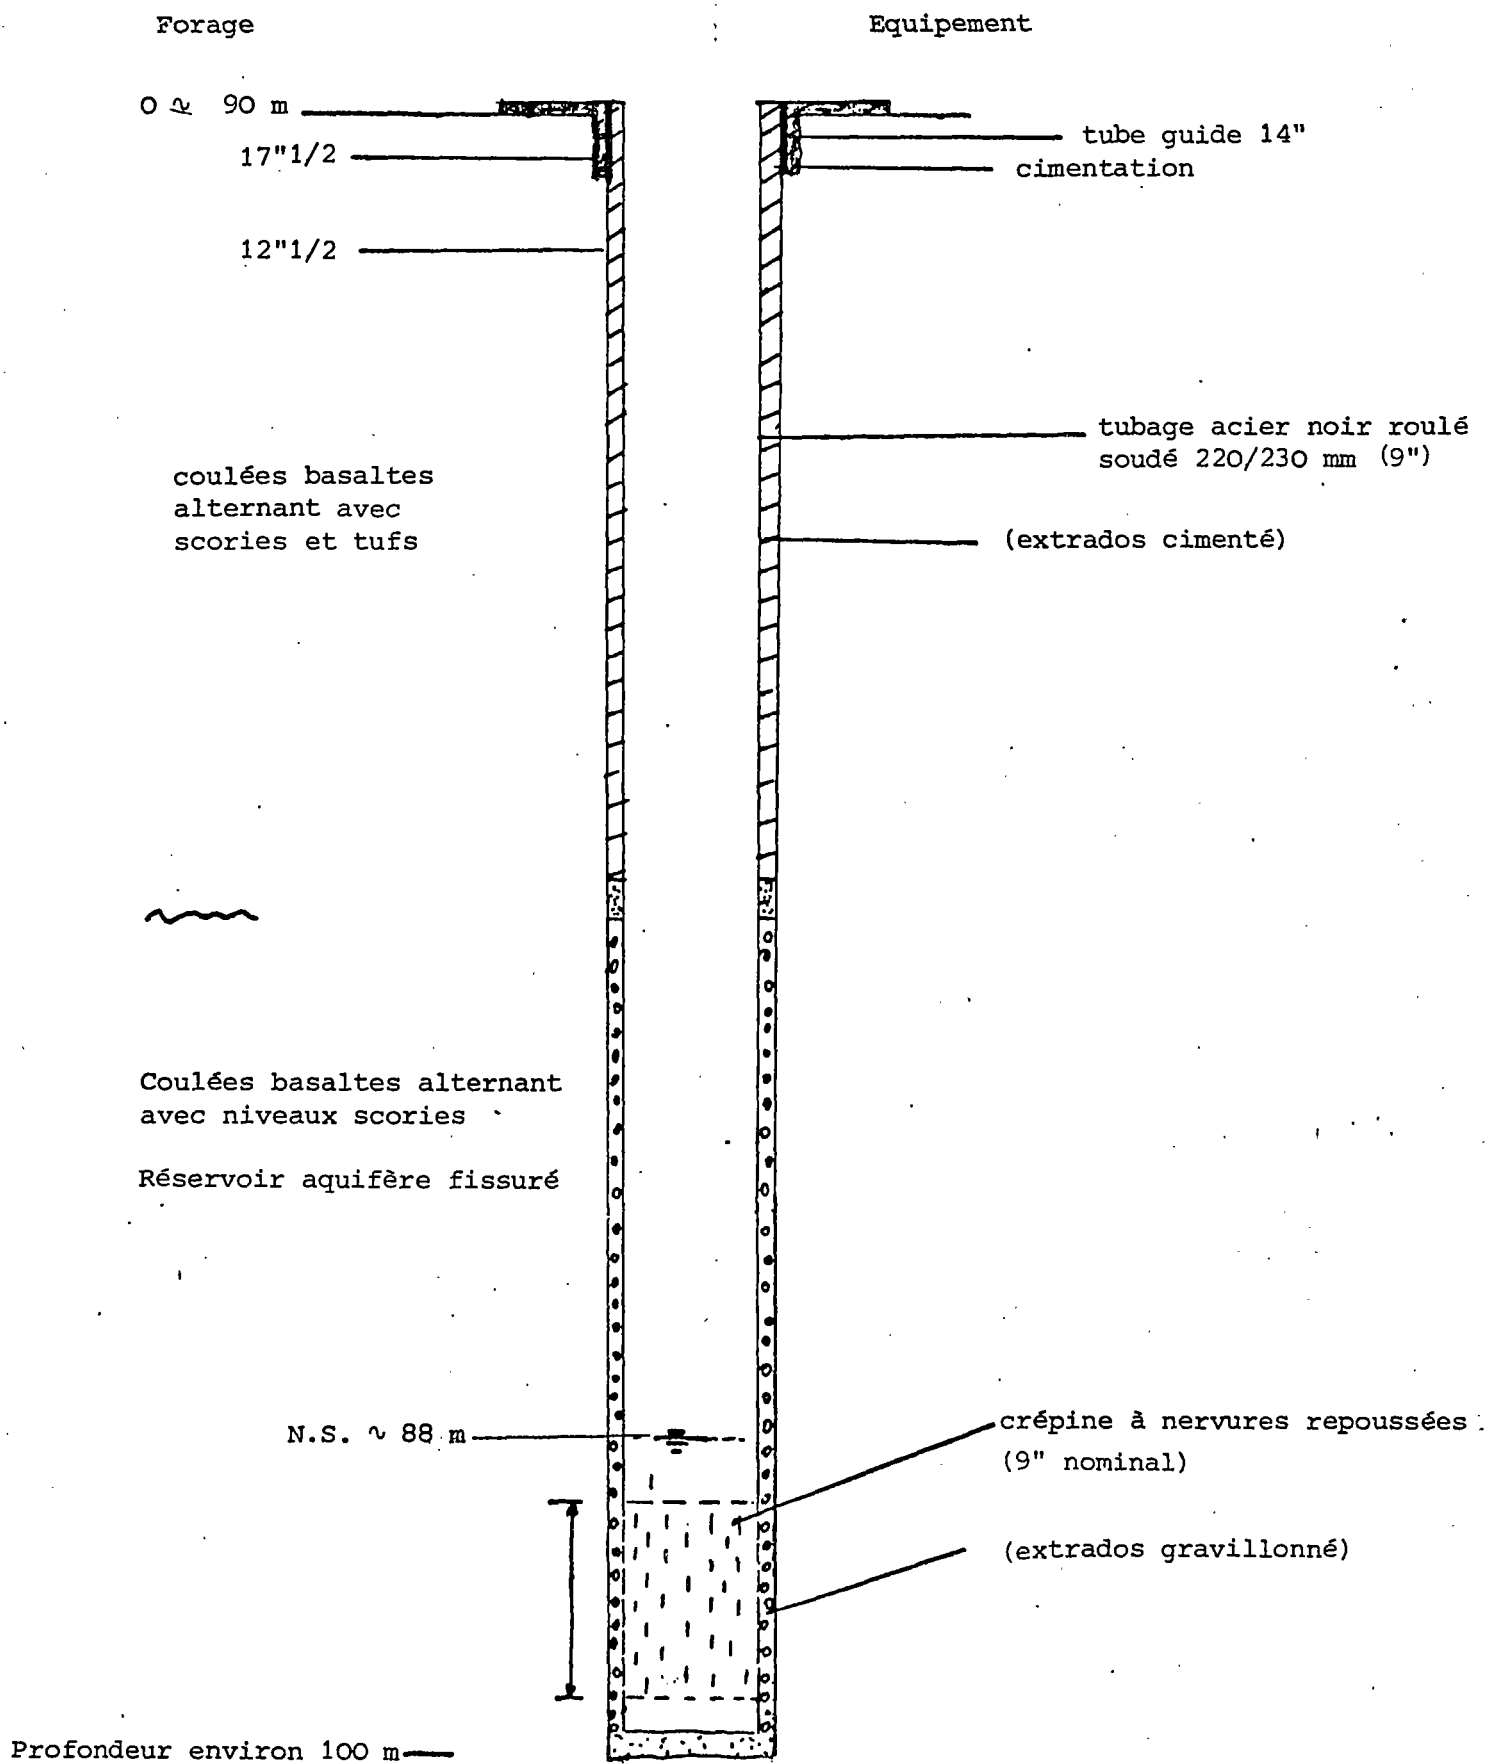 Forage
Equipement
0 ~ 90 m
tube guide 14"
17"1/2
cimentation
12"1/2
tubage acier noir roulé
soudé 220/230 mm (9")
coulées basaltes
alternant avec
scories et tufs
(extrados cimenté)
Coulées basaltes alternant
avec niveaux scories
Réservoir aquifère fissuré
N.S. ~ 88 m
crépine à nervures repoussées
(9" nominal)
(extrados gravillonné)
Profondeur environ 100 m